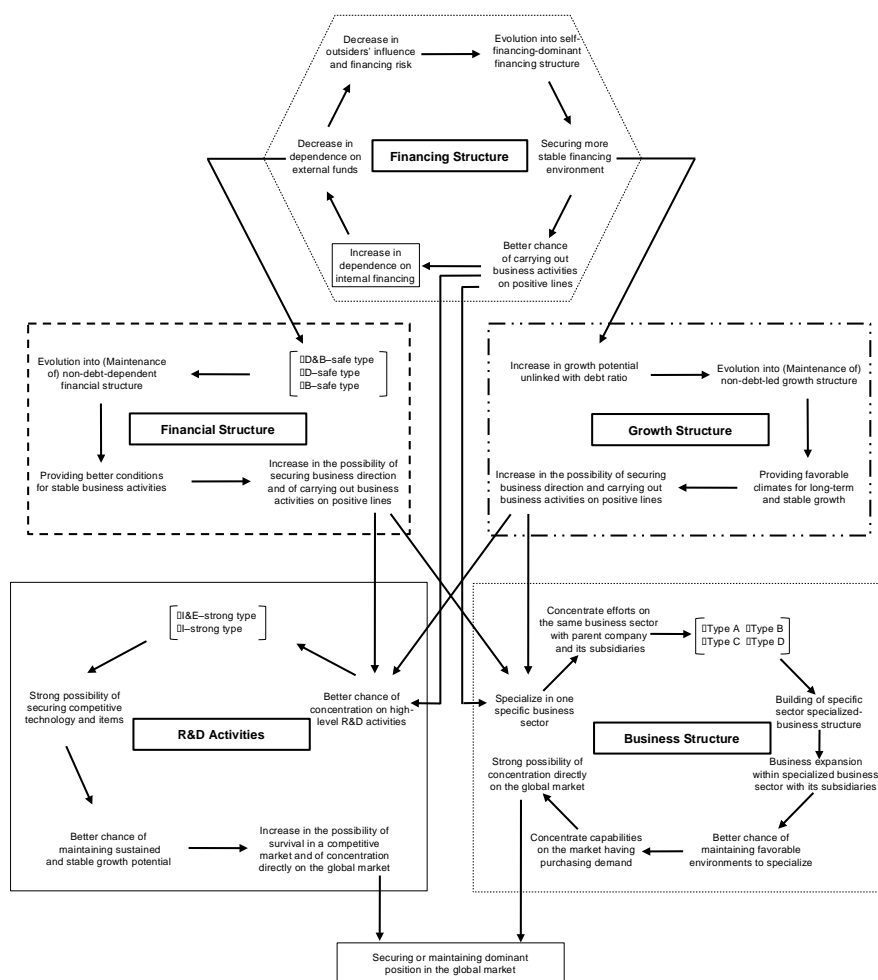 Decrease in
outsiders' influence
and financing risk
Evolution into self-
financing-dominant
financing structure
Decrease in
dependence on
external funds
Financing Structure
Securing more
stable financing
environment
Increase in
dependence on
internal financing
Better chance
of carrying out
business activities
on positive lines
Evolution into (Maintenance
of) non-debt-dependent
financial structure
▯D&B–safe type
▯D–safe type
▯B–safe type
Financial Structure
Providing better conditions
for stable business activities
Increase in the possibility of
securing business direction
and of carrying out business
activities on positive lines
Increase in growth potential
unlinked with debt ratio
Evolution into (Maintenance of)
non-debt-led growth structure
Growth Structure
Increase in the possibility of securing
business direction and carrying out
business activities on positive lines
Providing favorable
climates for long-term
and stable growth
▯I&E–strong type
▯I–strong type
Strong possibility of
securing competitive
technology and items
Better chance of
concentration on high-
level R&D activities
R&D Activities
Better chance of
maintaining sustained
and stable growth potential
Increase in the possibility of
survival in a competitive
market and of concentration
directly on the global market
Concentrate efforts on
the same business sector
with parent company
and its subsidiaries
▯Type A ▯Type B
▯Type C ▯Type D
Specialize in one
specific business
sector
Building of specific
sector specialized-
business structure
Business Structure
Strong possibility of
concentration directly
on the global market
Business expansion
within specialized business
sector with its subsidiaries
Concentrate capabilities
on the market having
purchasing demand
Better chance of
maintaining favorable
environments to specialize
Securing or maintaining dominant
position in the global market